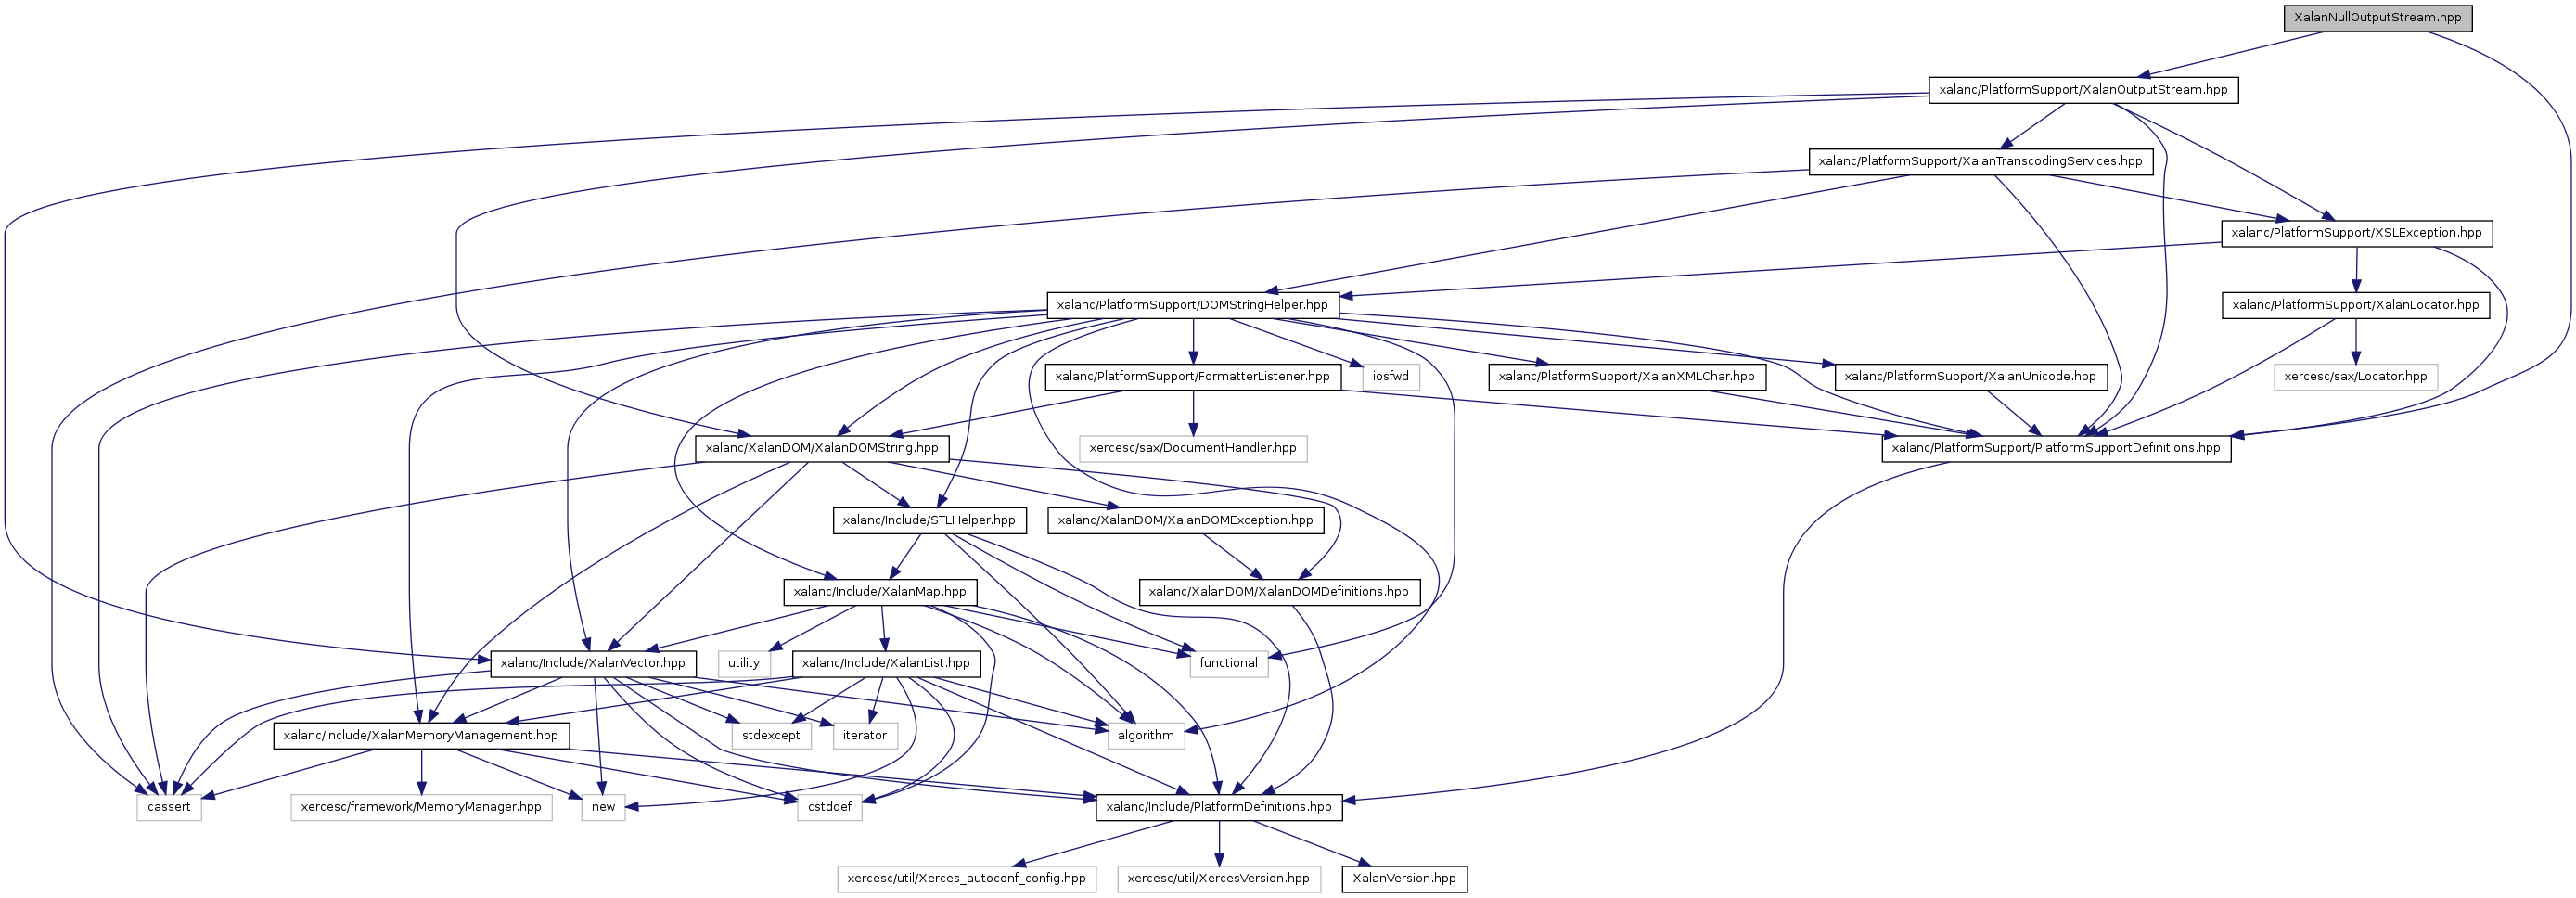 XalanNullOutputStream.hpp
xalanc/PlatformSupport/XalanOutputStream.hpp
xalanc/PlatformSupport/XalanTranscodingServices.hpp
xalanc/PlatformSupport/XSLException.hpp
xalanc/PlatformSupport/DOMStringHelper.hpp
xalanc/PlatformSupport/XalanLocator.hpp
xalanc/PlatformSupport/FormatterListener.hpp
iosfwd
xalanc/PlatformSupport/XalanXMLChar.hpp
xalanc/PlatformSupport/XalanUnicode.hpp
xercesc/sax/Locator.hpp
xalanc/XalanDOM/XalanDOMString.hpp
xercesc/sax/DocumentHandler.hpp
xalanc/PlatformSupport/PlatformSupportDefinitions.hpp
xalanc/Include/STLHelper.hpp
xalanc/XalanDOM/XalanDOMException.hpp
xalanc/Include/XalanMap.hpp
xalanc/XalanDOM/XalanDOMDefinitions.hpp
xalanc/Include/XalanVector.hpp
utility
xalanc/Include/XalanList.hpp
functional
xalanc/Include/XalanMemoryManagement.hpp
stdexcept
iterator
algorithm
cassert
xercesc/framework/MemoryManager.hpp
new
cstddef
xalanc/Include/PlatformDefinitions.hpp
xercesc/util/Xerces_autoconf_config.hpp
xercesc/util/XercesVersion.hpp
XalanVersion.hpp